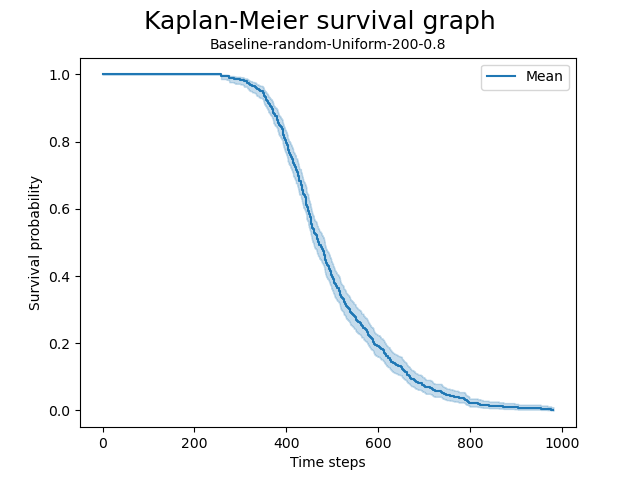 Kaplan-Meier survival graph
Baseline-random-Uniform-200-0.8
Mean
1.0
0.8
0.6
0.4
0.2
0.0
Survival probability
0 200 400 600 800 1000
Time steps